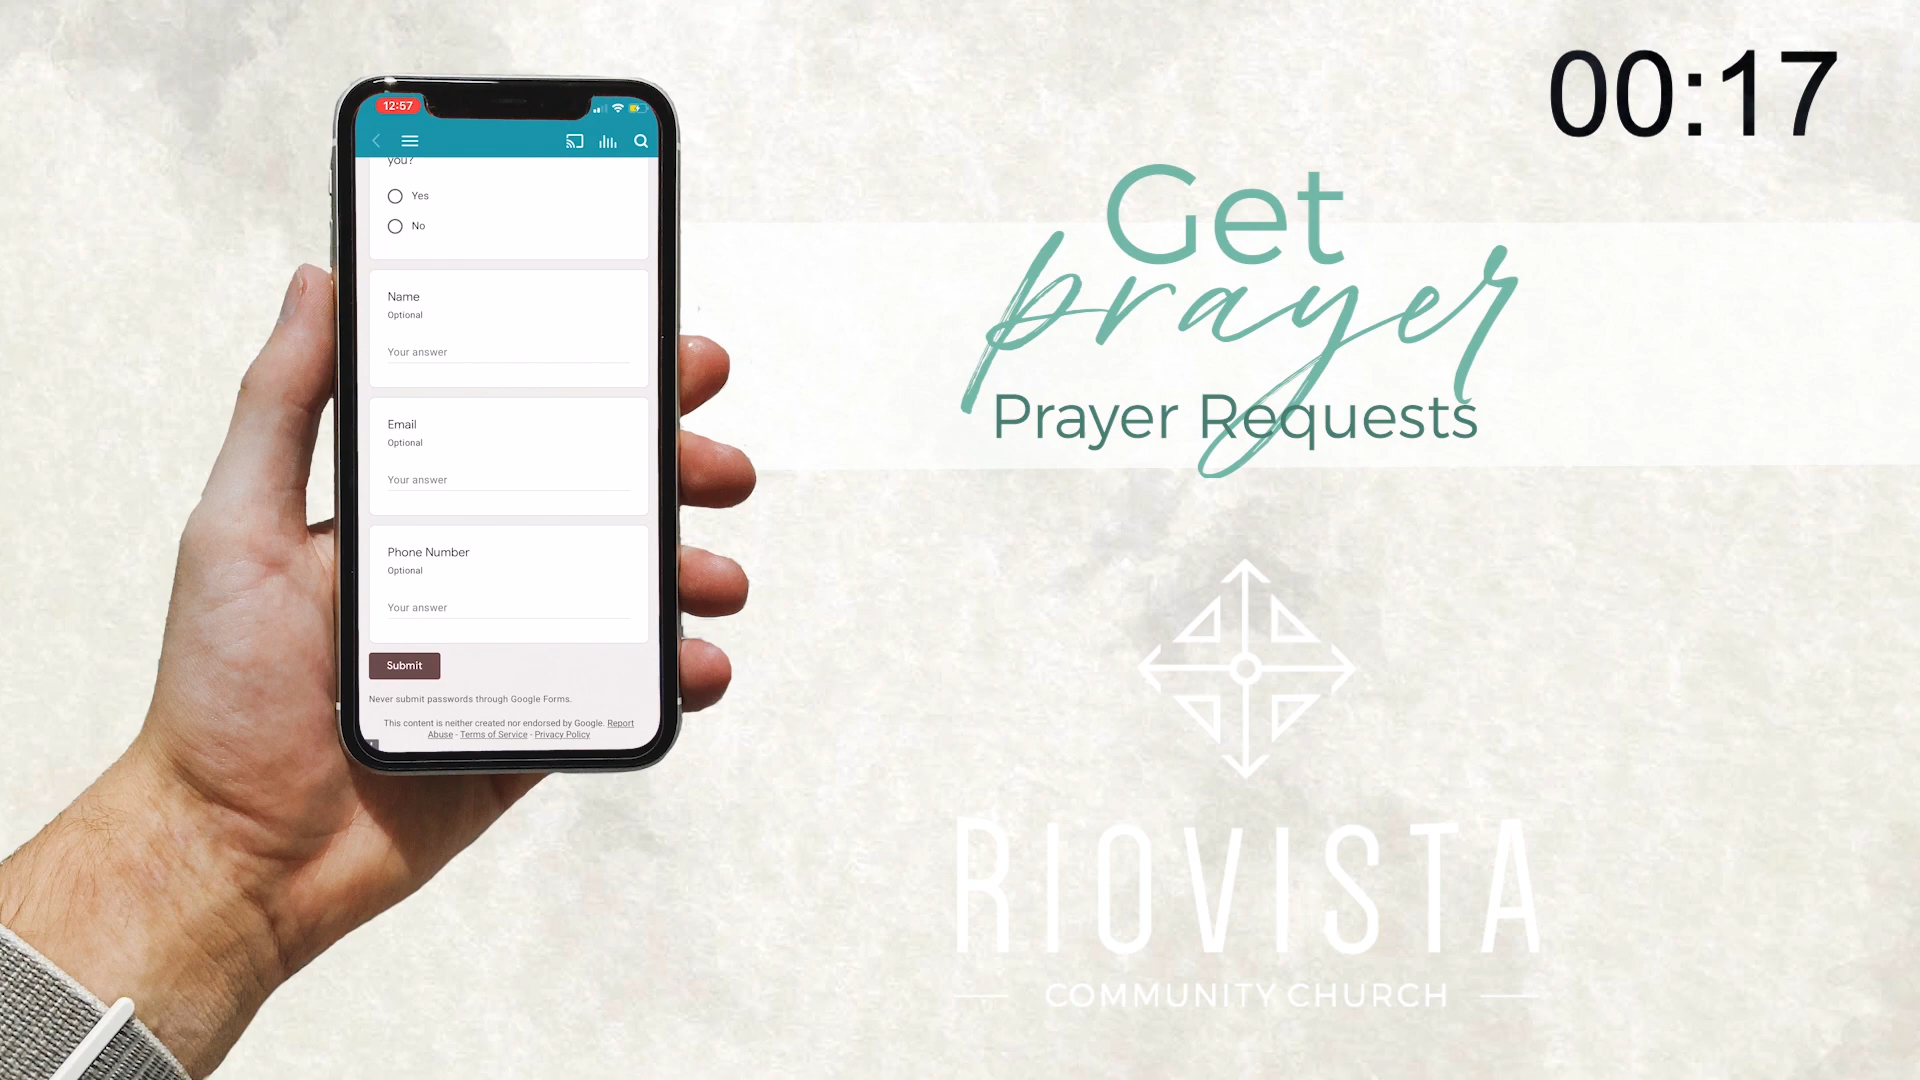 00:17
12:57
you?
Yes
No
Name
Optional
Your answer
Email
Optional
Your answer
Phone Number
Optional
Your answer
Submit
Never submit passwords through Google Forms.
This content is neither created nor endorsed by Google. Report
Abuse - Terms of Service - Privacy Policy
Get
prayer
Prayer Requests
RIOVISTA
COMMUNITY CHURCH